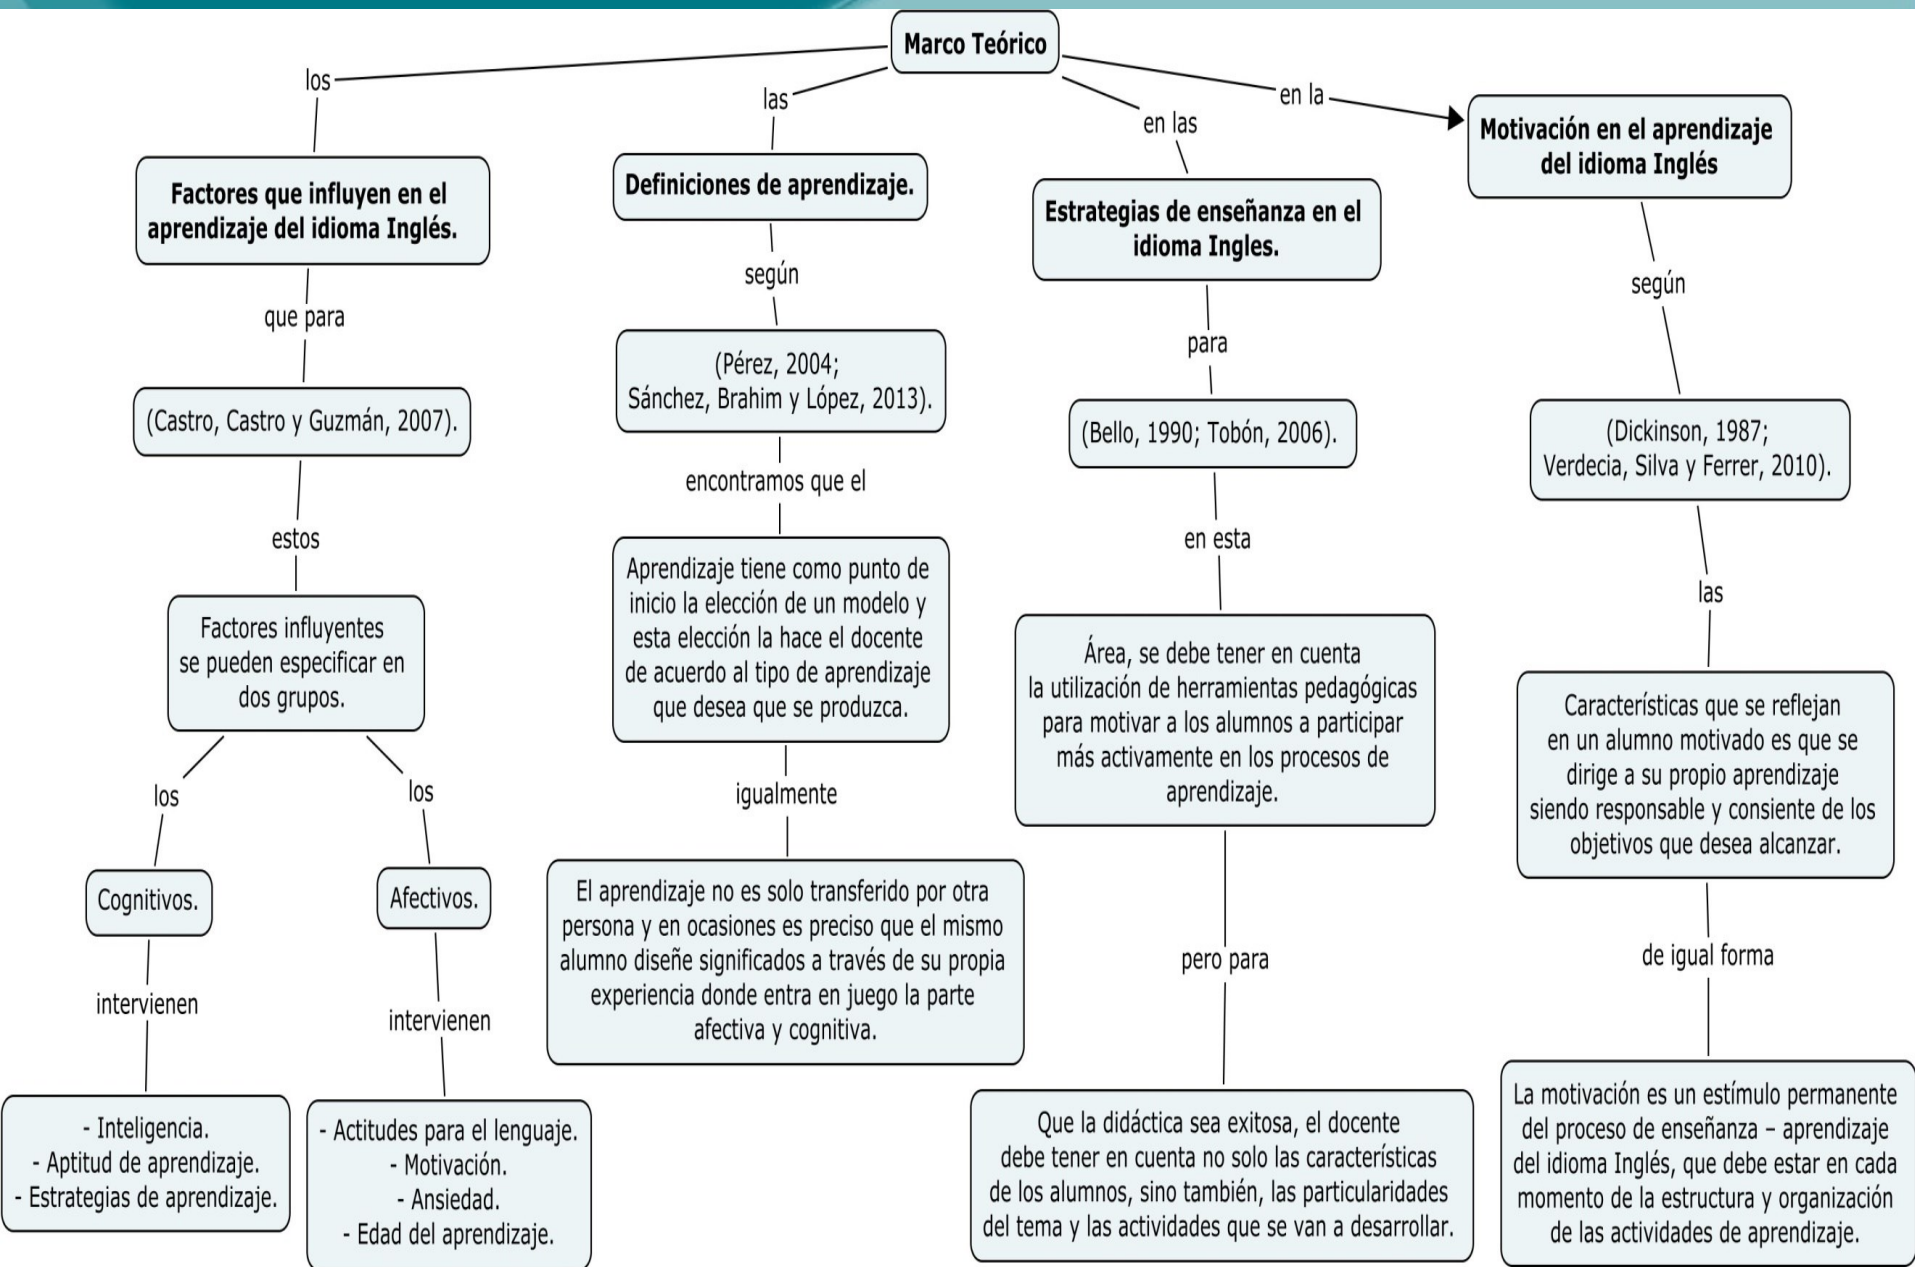 Marco Teórico
los
las
en las
en la
Factores que influyen en el
aprendizaje del idioma Inglés.
que para
(Castro, Castro y Guzmán, 2007).
estos
Factores influyentes
se pueden especificar en
dos grupos.
los
los
Cognitivos.
Afectivos.
intervienen
intervienen
- Inteligencia.
- Aptitud de aprendizaje.
- Estrategias de aprendizaje.
- Actitudes para el lenguaje.
- Motivación.
- Ansiedad.
- Edad del aprendizaje.
Definiciones de aprendizaje.
según
(Pérez, 2004;
Sánchez, Brahim y López, 2013).
encontramos que el
Aprendizaje tiene como punto de
inicio la elección de un modelo y
esta elección la hace el docente
de acuerdo al tipo de aprendizaje
que desea que se produzca.
igualmente
El aprendizaje no es solo transferido por otra
persona y en ocasiones es preciso que el mismo
alumno diseñe significados a través de su propia
experiencia donde entra en juego la parte
afectiva y cognitiva.
Estrategias de enseñanza en el
idioma Ingles.
para
(Bello, 1990; Tobón, 2006).
en esta
Área, se debe tener en cuenta
la utilización de herramientas pedagógicas
para motivar a los alumnos a participar
más activamente en los procesos de
aprendizaje.
pero para
Que la didáctica sea exitosa, el docente
debe tener en cuenta no solo las características
de los alumnos, sino también, las particularidades
del tema y las actividades que se van a desarrollar.
Motivación en el aprendizaje
del idioma Inglés
según
(Dickinson, 1987;
Verdecia, Silva y Ferrer, 2010).
las
Características que se reflejan
en un alumno motivado es que se
dirige a su propio aprendizaje
siendo responsable y consiente de los
objetivos que desea alcanzar.
de igual forma
La motivación es un estímulo permanente
del proceso de enseñanza – aprendizaje
del idioma Inglés, que debe estar en cada
momento de la estructura y organización
de las actividades de aprendizaje.